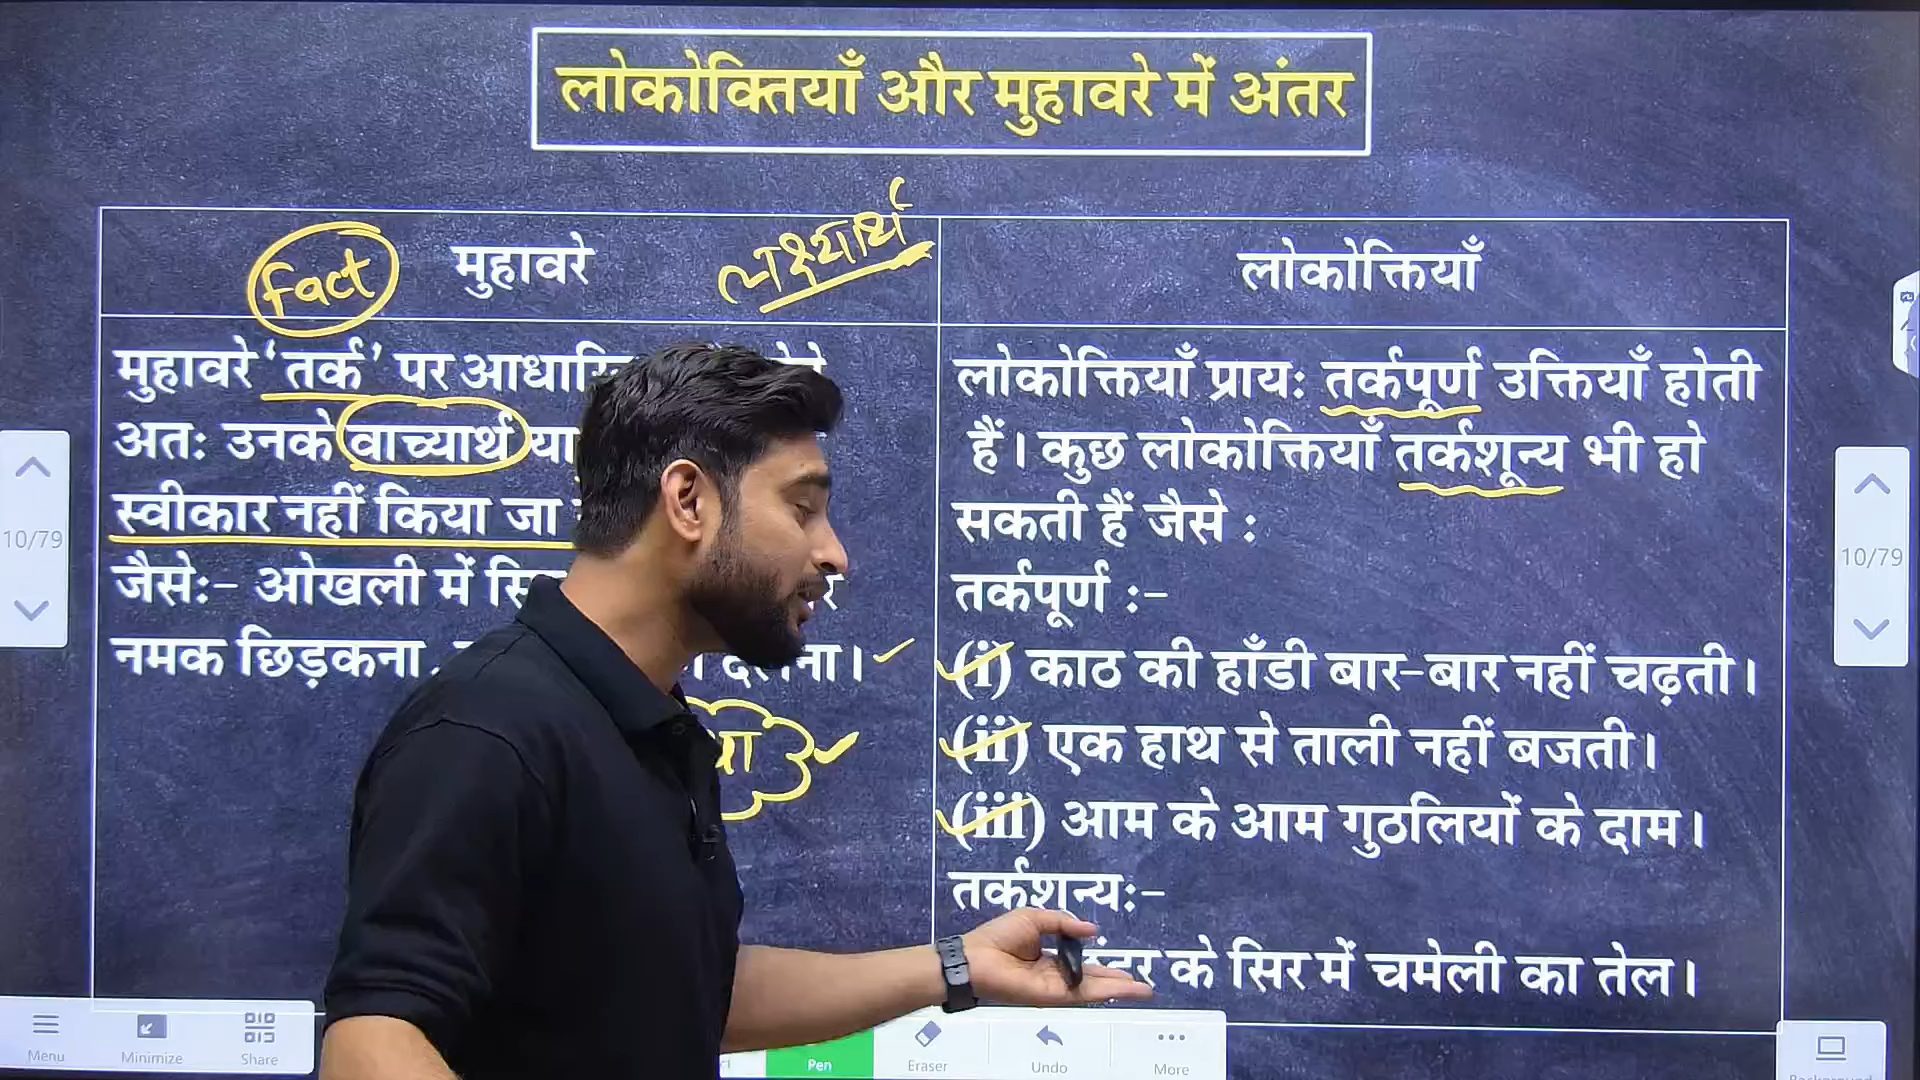 लोकोक्तियाँ और मुहावरे में अंतर
Fact
मुहावरे
लक्ष्यार्थ
लोकोक्तियाँ
मुहावरे 'तर्क' पर
अतः उनके वाच्यार्थ
स्वीकार नहीं किया जा
जैसेः- ओखली में
नमक छिड़कना
लोकोक्तियाँ प्रायः तर्कपूर्ण उक्तियाँ होती
हैं। कुछ लोकोक्तियाँ तर्कशून्य भी हो
सकती हैं जैसे :
तर्कपूर्ण :-
(i) काठ की हाँडी बार-बार नहीं चढ़ती।
(ii) एक हाथ से ताली नहीं बजती।
(iii) आम के आम गुठलियों के दाम।
तर्कशून्यः-
के सिर में चमेली का तेल।
10/79
10/79
Menu
Minimize
Share
Pen
Eraser
Undo
More